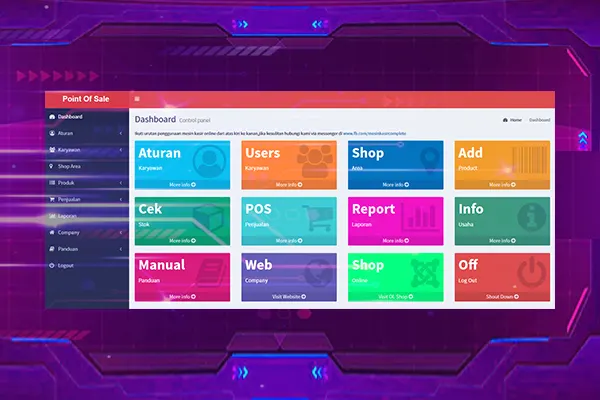 Point Of Sale
Dashboard Control panel
Home Dashboard
Ikuti urutan penggunaan mesin kasir online dari atas kiri ke kanan, jika kesulitan hubungi kami via messenger di www.fb.com/mesinkasircomplete
Dashboard
Aturan
Karyawan
Shop Area
Produk
Penjualan
Laporan
Company
Panduan
Logout
Aturan
Karyawan
More info
Users
Karyawan
More info
Shop
Area
More info
Add
Product
More info
Cek
Stok
More info
POS
Penjualan
More info
Report
Laporan
More info
Info
Usaha
More info
Manual
Panduan
More info
Web
Company
Visit Website
Shop
Online
Visit OL Shop
Off
Log Out
Shout Down